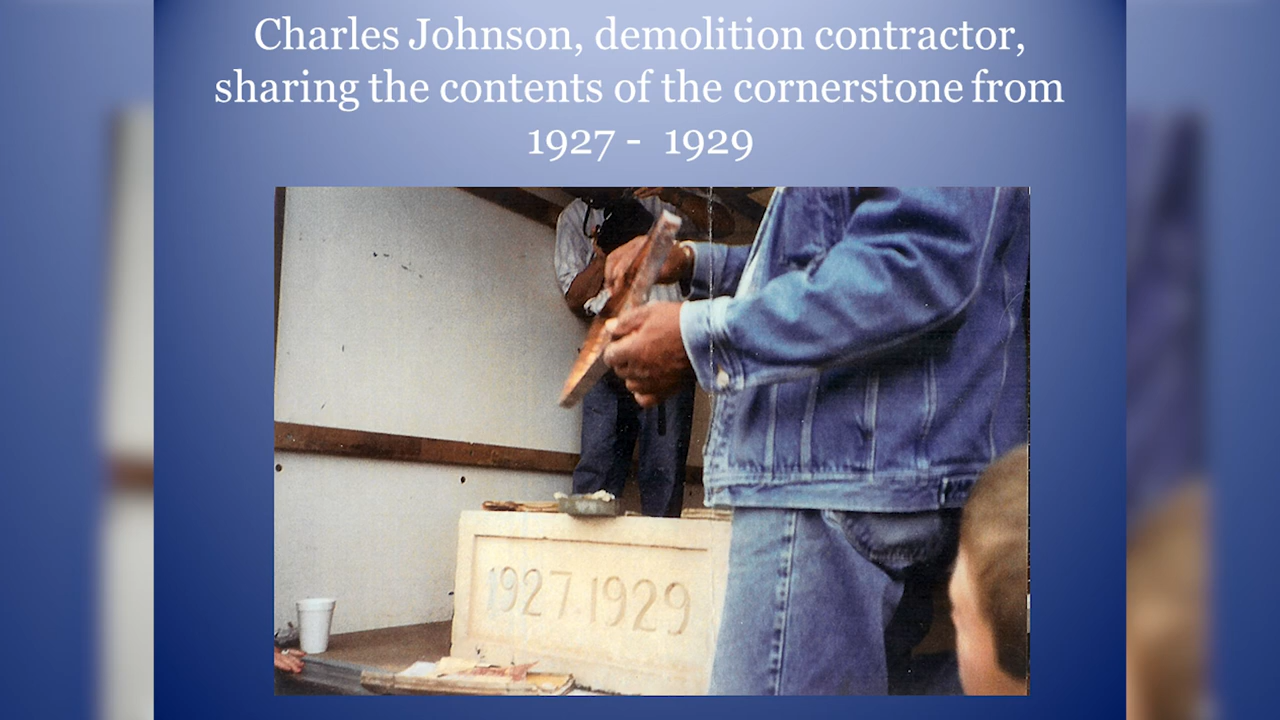 Charles Johnson, demolition contractor,
sharing the contents of the cornerstone from
1927 - 1929
1927.1929